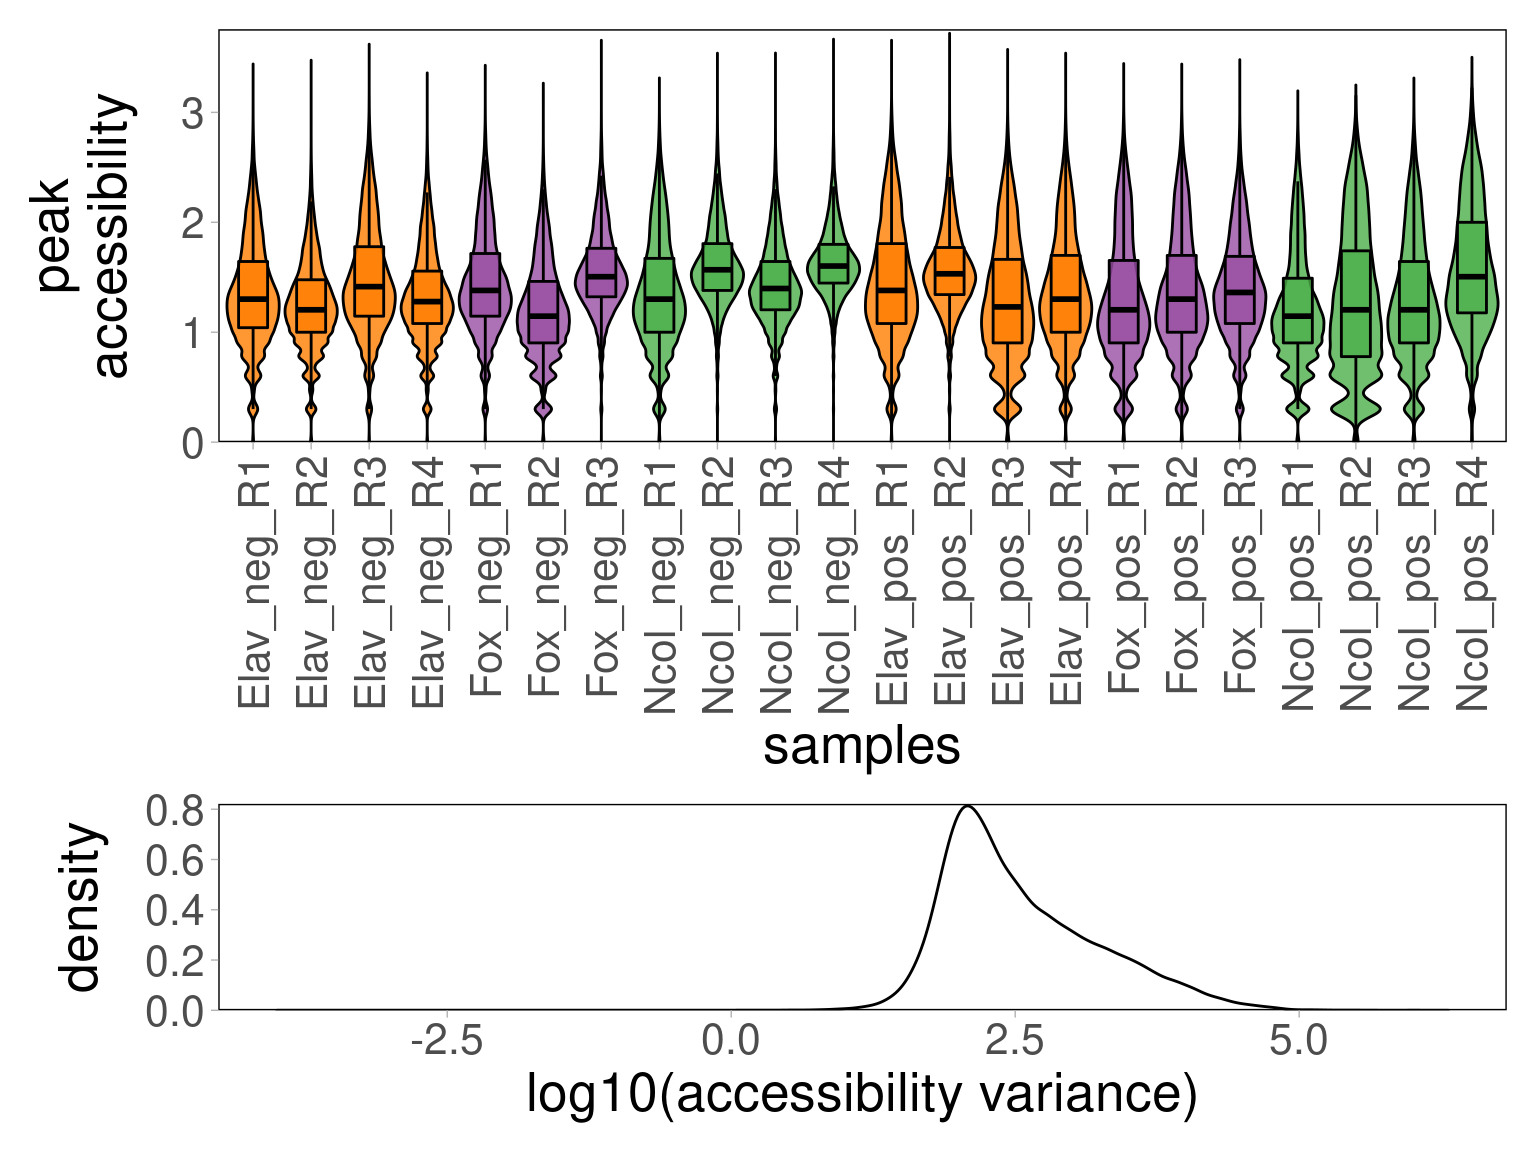 peak
accessibility
3
2
1
0
Elav_neg_R1
Elav_neg_R2
Elav_neg_R3
Elav_neg_R4
Fox_neg_R1
Fox_neg_R2
Fox_neg_R3
Ncol_neg_R1
Ncol_neg_R2
Ncol_neg_R3
Ncol_neg_R4
Elav_pos_R1
Elav_pos_R2
Elav_pos_R3
Elav_pos_R4
Fox_pos_R1
Fox_pos_R2
Fox_pos_R3
Ncol_pos_R1
Ncol_pos_R2
Ncol_pos_R3
Ncol_pos_R4
samples
density
0.8
0.6
0.4
0.2
0.0
-2.5
0.0
2.5
5.0
log10(accessibility variance)